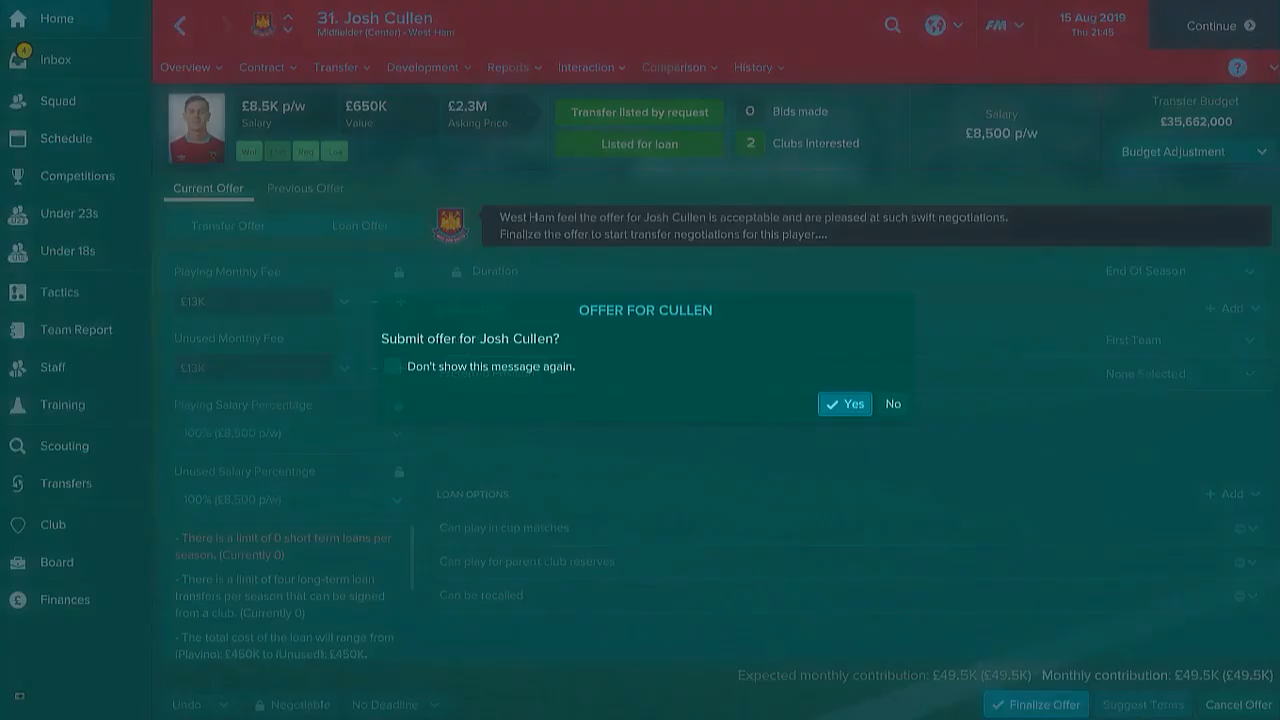 Home
Inbox
4
Squad
Schedule
Competitions
Under 23s
Under 18s
Tactics
Team Report
Staff
Training
Scouting
Transfers
Club
Board
Finances
31. Josh Cullen
Midfielder (Center) - West Ham
FM
15 Aug 2019
Thu 21:45
Continue
Overview
Contract
Transfer
Development
Reports
Interaction
Comparison
History
?
£8.5K p/w
Salary
£650K
Value
£2.3M
Asking Price
Wnt
Reg
Loa
Transfer listed by request
Listed for loan
0 Bids made
2 Clubs Interested
Salary
£8,500 p/w
Transfer Budget
£35,662,000
Budget Adjustment
Current Offer
Previous Offer
Transfer Offer
Loan Offer
West Ham feel the offer for Josh Cullen is acceptable and are pleased at such swift negotiations.
Finalize the offer to start transfer negotiations for this player....
Playing Monthly Fee
£13K
Unused Monthly Fee
£13K
Playing Salary Percentage
100% (£8,500 p/w)
Unused Salary Percentage
100% (£8,500 p/w)
- There is a limit of 0 short term loans per
season. (Currently 0)
- There is a limit of four long-term loan
transfers per season that can be signed
from a club. (Currently 0)
- The total cost of the loan will range from
(Playing): £450K to (Unused): £450K.
Duration
End Of Season
+ Add
First Team
None Selected
OFFER FOR CULLEN
Submit offer for Josh Cullen?
Don't show this message again.
Yes
No
LOAN OPTIONS
+ Add
Can play in cup matches
Can play for parent club reserves
Can be recalled
Expected monthly contribution: £49.5K (£49.5K)
Monthly contribution: £49.5K (£49.5K)
Undo
Negotiable
No Deadline
Finalize Offer
Suggest Terms
Cancel Offer